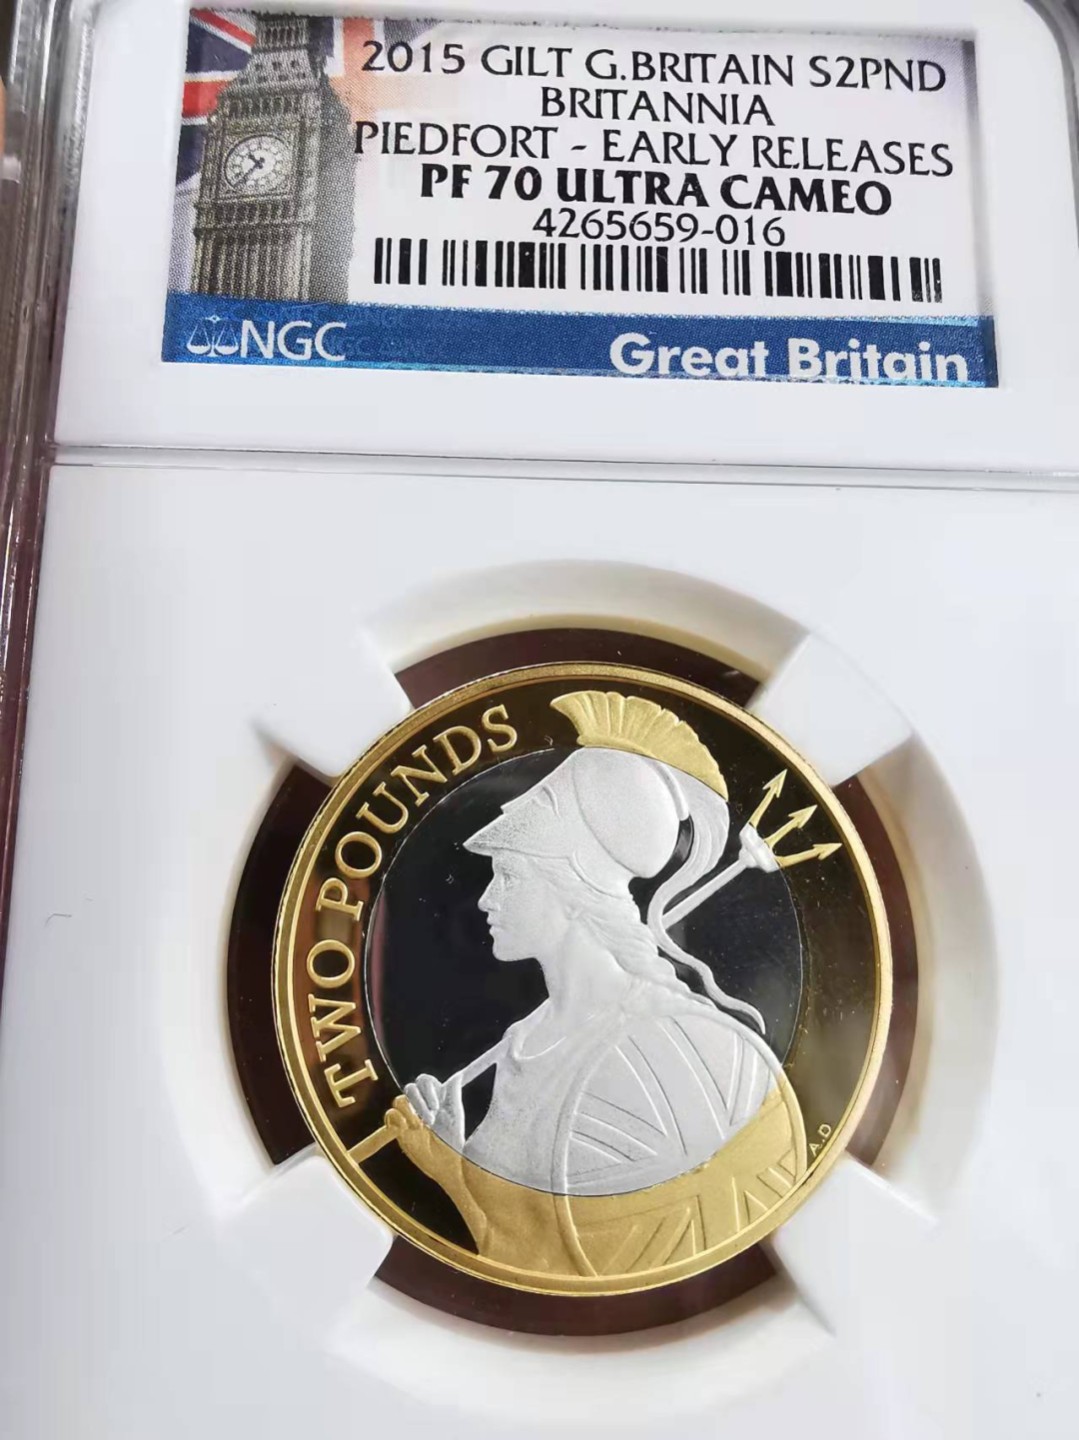 2015 GILT G.BRITAIN S2PND
BRITANNIA
PIEDFORT - EARLY RELEASES
PF 70 ULTRA CAMEO
4265659-016
NGC
Great Britain
TWO POUNDS
A.D